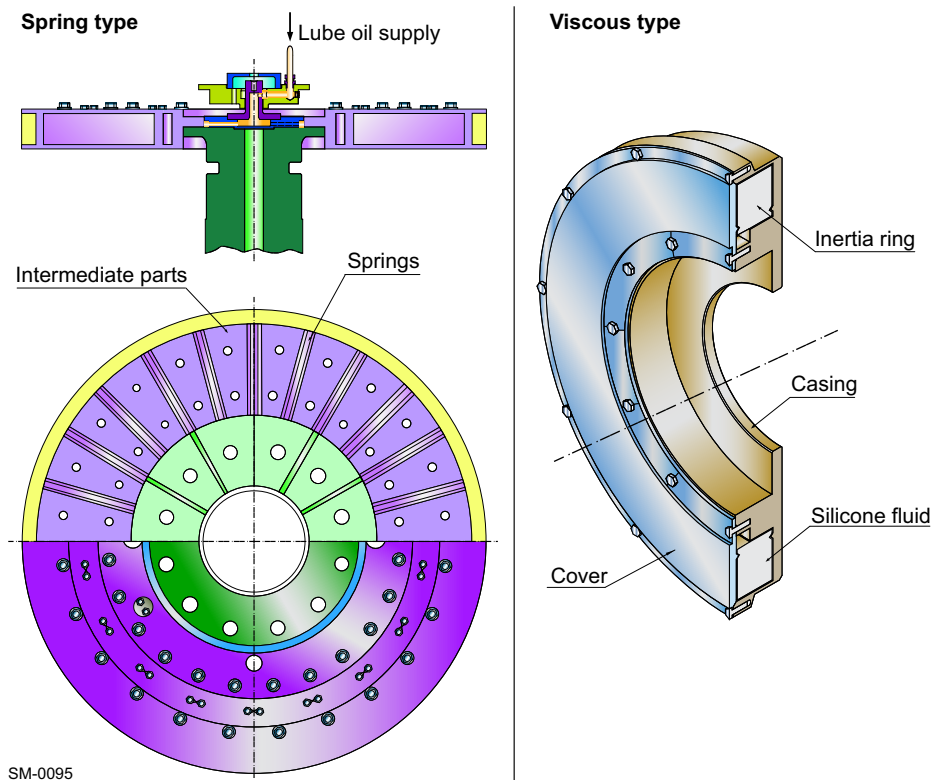 Spring type
Lube oil supply
Intermediate parts
Springs
SM-0095
Viscous type
Inertia ring
Casing
Silicone fluid
Cover